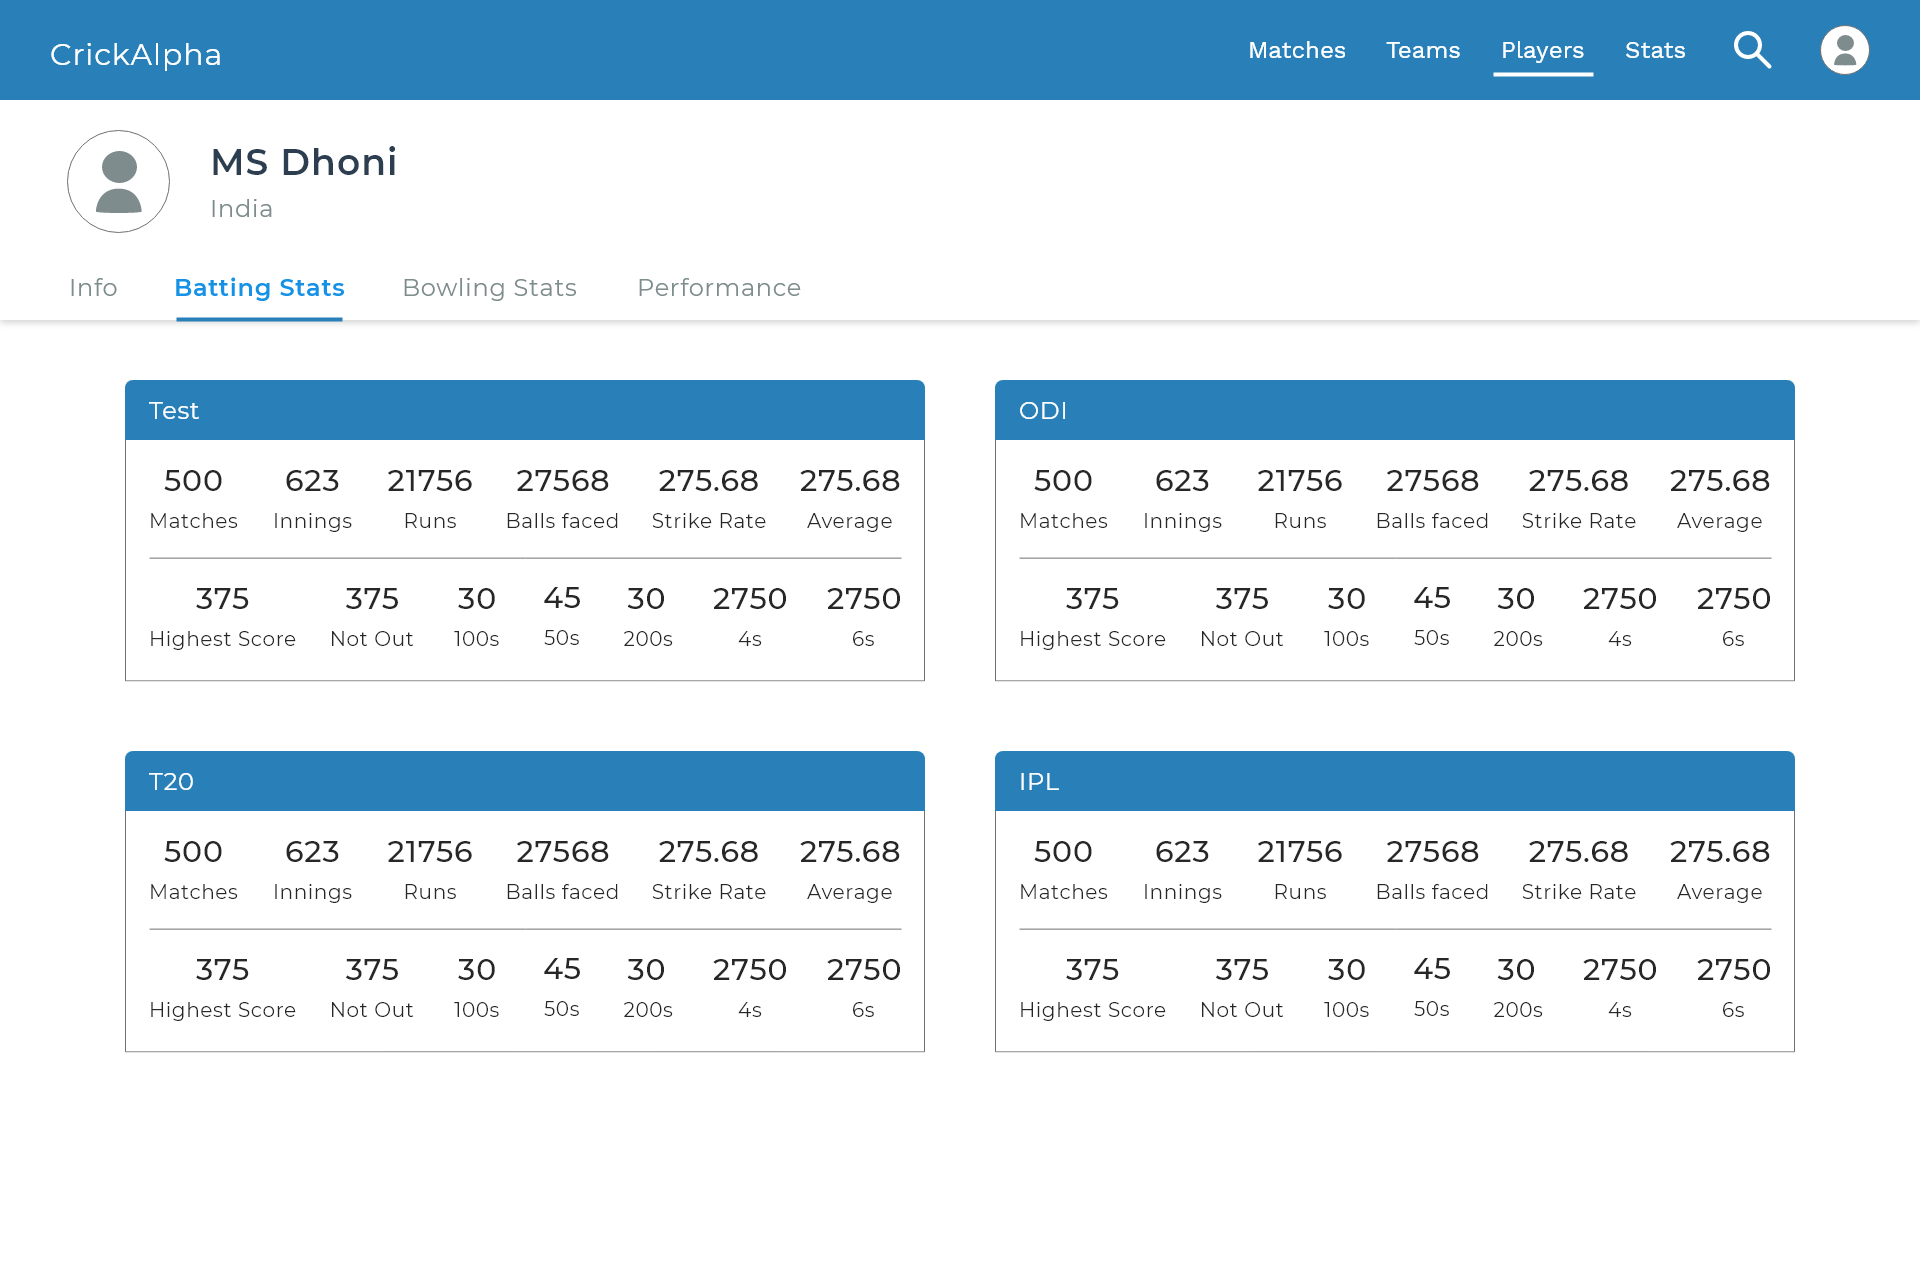 CrickAlpha
Matches Teams Players Stats
MS Dhoni
India
Info Batting Stats Bowling Stats Performance
Test
500 623 21756 27568 275.68 275.68
Matches Innings Runs Balls faced Strike Rate Average
375 375 30 45 30 2750 2750
Highest Score Not Out 100s 50s 200s 4s 6s
ODI
500 623 21756 27568 275.68 275.68
Matches Innings Runs Balls faced Strike Rate Average
375 375 30 45 30 2750 2750
Highest Score Not Out 100s 50s 200s 4s 6s
T20
500 623 21756 27568 275.68 275.68
Matches Innings Runs Balls faced Strike Rate Average
375 375 30 45 30 2750 2750
Highest Score Not Out 100s 50s 200s 4s 6s
IPL
500 623 21756 27568 275.68 275.68
Matches Innings Runs Balls faced Strike Rate Average
375 375 30 45 30 2750 2750
Highest Score Not Out 100s 50s 200s 4s 6s